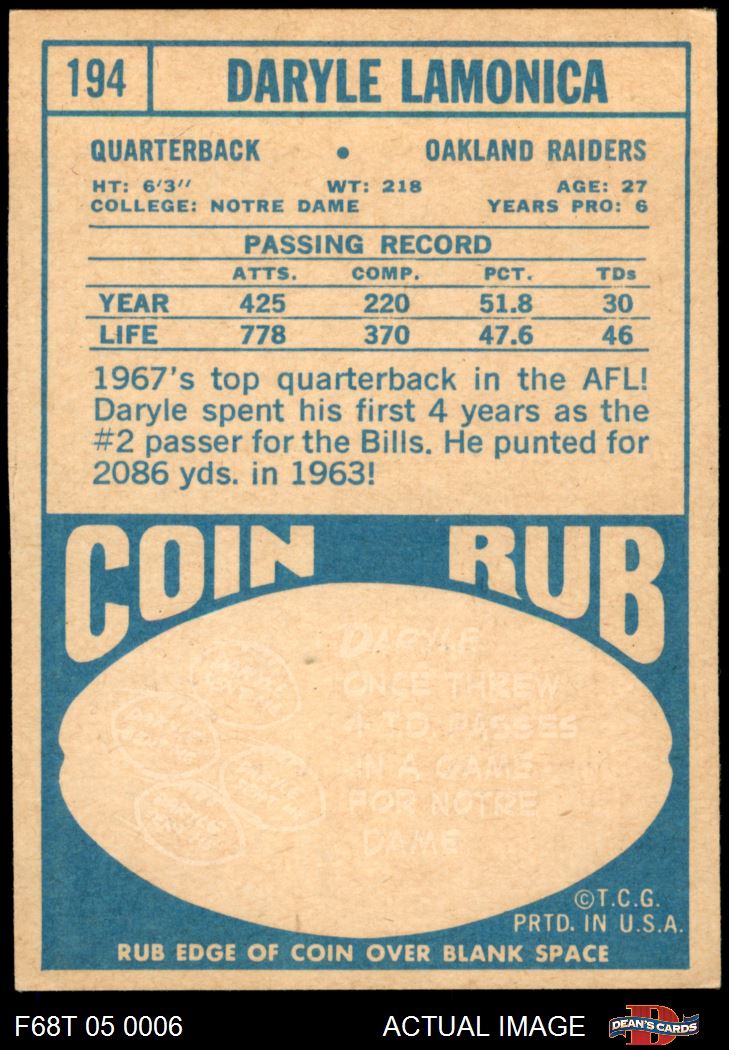 194 DARYLE LAMONICA
QUARTERBACK • OAKLAND RAIDERS
HT: 6'3" WT: 218 AGE: 27
COLLEGE: NOTRE DAME YEARS PRO: 6
PASSING RECORD
ATTS. COMP. PCT. TDs
YEAR 425 220 51.8 30
LIFE 778 370 47.6 46
1967's top quarterback in the AFL!
Daryle spent his first 4 years as the
#2 passer for the Bills. He punted for
2086 yds. in 1963!
COIN RUB
DARYLE
ONCE THREW
4 TD PASSES
IN A GAME
FOR NOTRE
DAME
©T.C.G.
PRTD. IN U.S.A.
RUB EDGE OF COIN OVER BLANK SPACE
F68T 05 0006 ACTUAL IMAGE DEAN'S CARDS